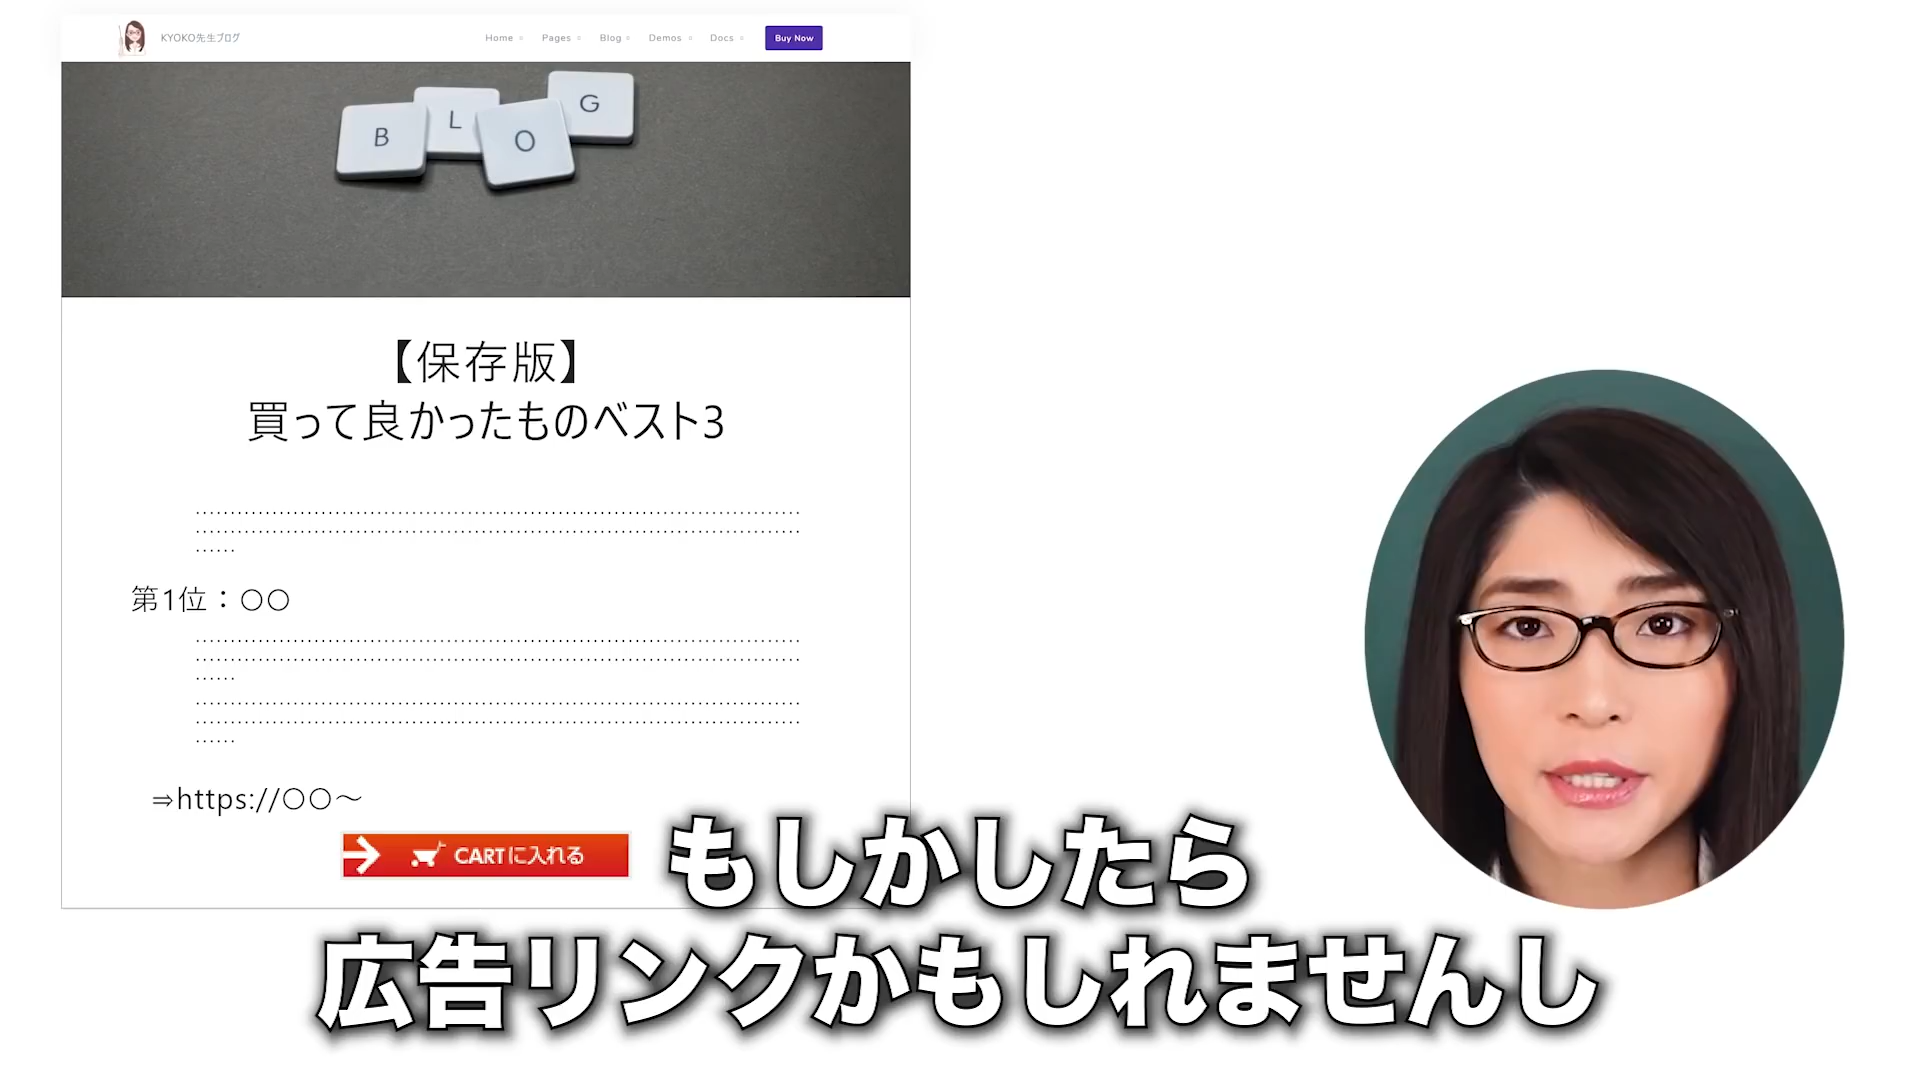 KYOKO先生ブログ
Home Pages Blog Demos Docs Buy Now
B L O G
【保存版】
買って良かったものベスト3
第1位：〇〇
⇒https://〇〇～
CARTに入れる
もしかしたら
広告リンクかもしれませんし